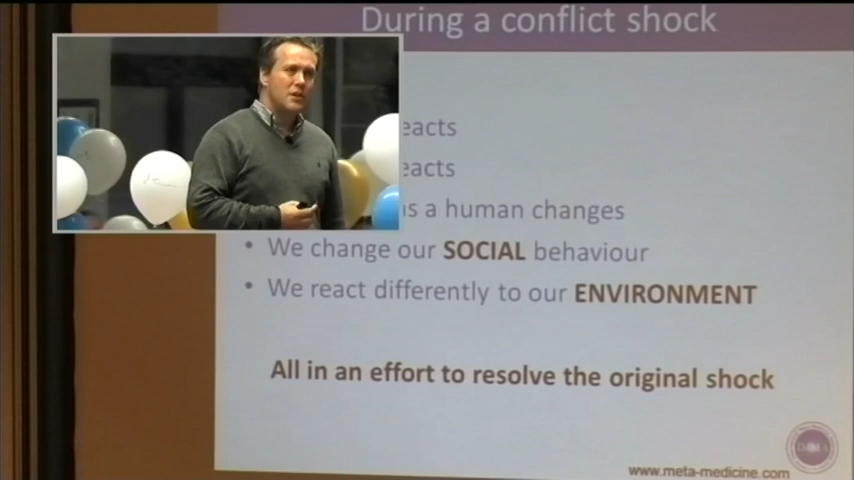 During a conflict shock
eacts
eacts
s a human changes
• We change our SOCIAL behaviour
• We react differently to our ENVIRONMENT
All in an effort to resolve the original shock
www.meta-medicine.com